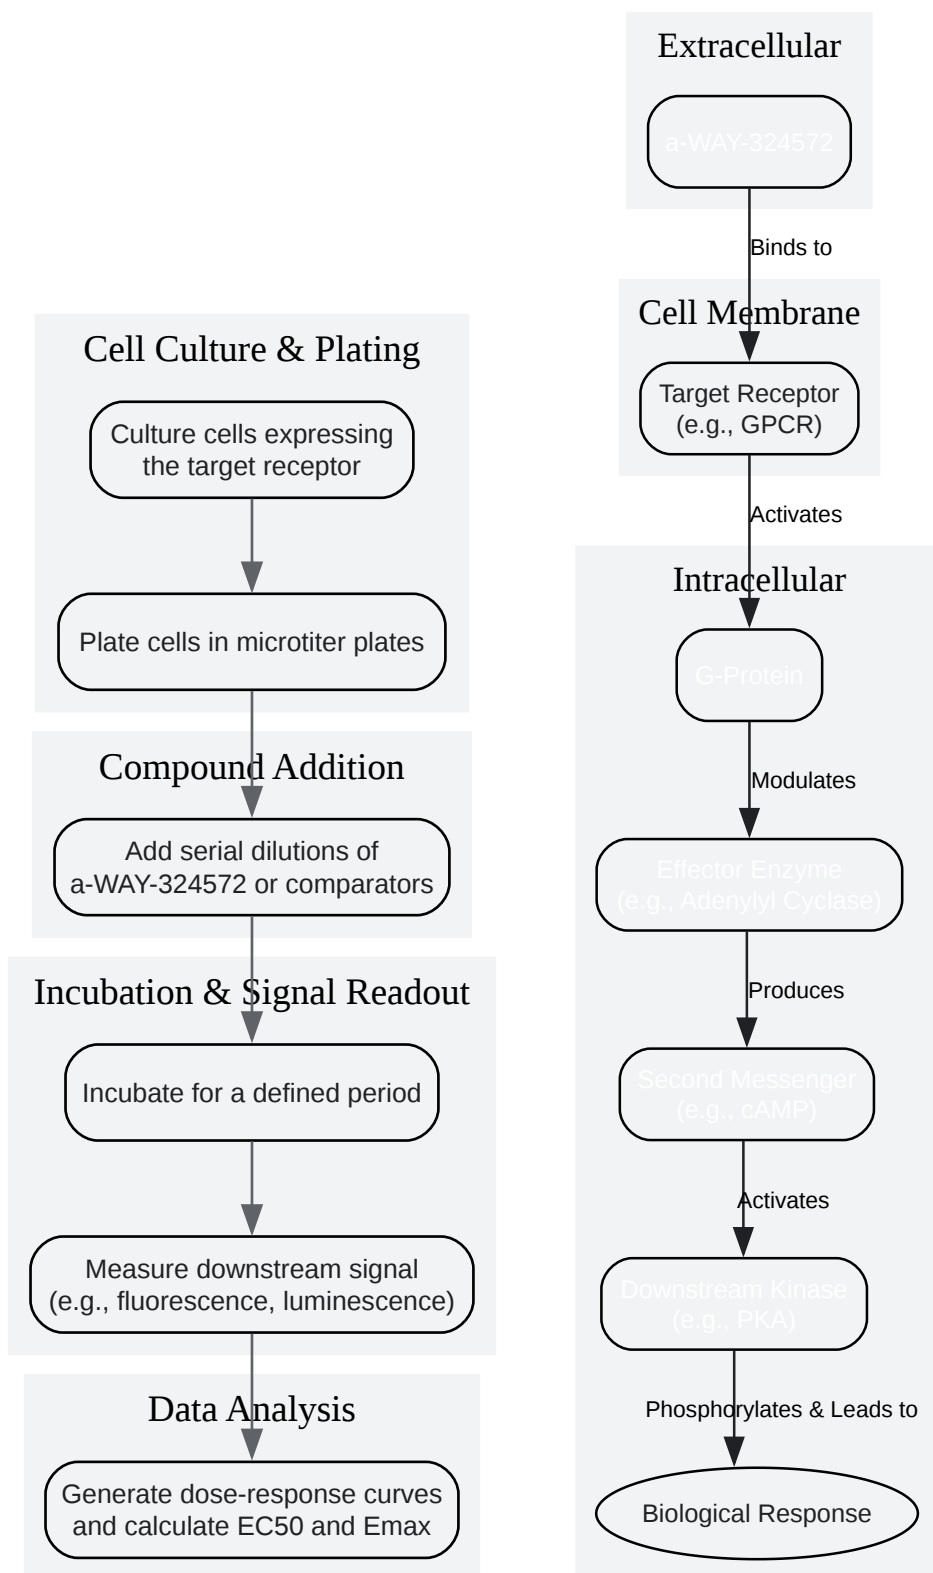 Cell Culture & Plating
Culture cells expressing
the target receptor
Plate cells in microtiter plates
Compound Addition
Add serial dilutions of
a-WAY-324572 or comparators
Incubation & Signal Readout
Incubate for a defined period
Measure downstream signal
(e.g., fluorescence, luminescence)
Data Analysis
Generate dose-response curves
and calculate EC50 and Emax
Extracellular
a-WAY-324572
Binds to
Cell Membrane
Target Receptor
(e.g., GPCR)
Activates
Intracellular
G-Protein
Modulates
Effector Enzyme
(e.g., Adenylyl Cyclase)
Produces
Second Messenger
(e.g., cAMP)
Activates
Downstream Kinase
(e.g., PKA)
Phosphorylates & Leads to
Biological Response